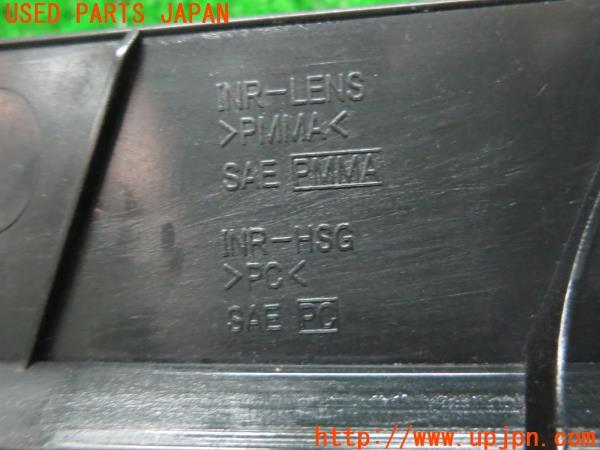 USED PARTS JAPAN
INR-LENS
>PMMA<
SAE PMMA
INR-HSG
>PC<
SAE PC
http://www.upjpn.com